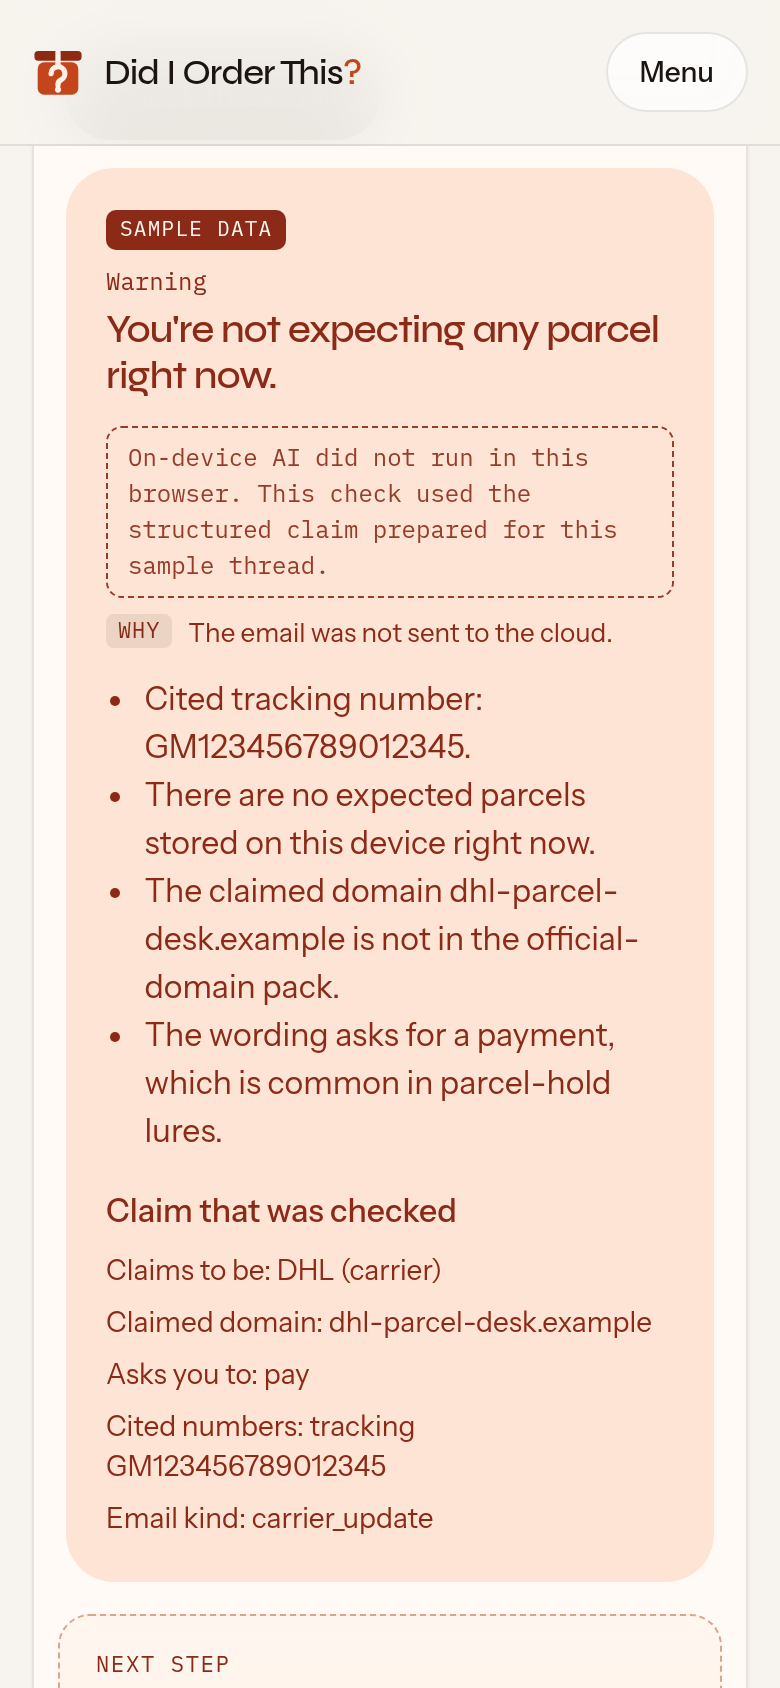 Did I Order This?
Menu
SAMPLE DATA
Warning
You're not expecting any parcel
right now.
On-device AI did not run in this
browser. This check used the
structured claim prepared for this
sample thread.
WHY The email was not sent to the cloud.
• Cited tracking number:
GM123456789012345.
• There are no expected parcels
stored on this device right now.
• The claimed domain dhl-parcel-
desk.example is not in the official-
domain pack.
• The wording asks for a payment,
which is common in parcel-hold
lures.
Claim that was checked
Claims to be: DHL (carrier)
Claimed domain: dhl-parcel-desk.example
Asks you to: pay
Cited numbers: tracking
GM123456789012345
Email kind: carrier_update
NEXT STEP